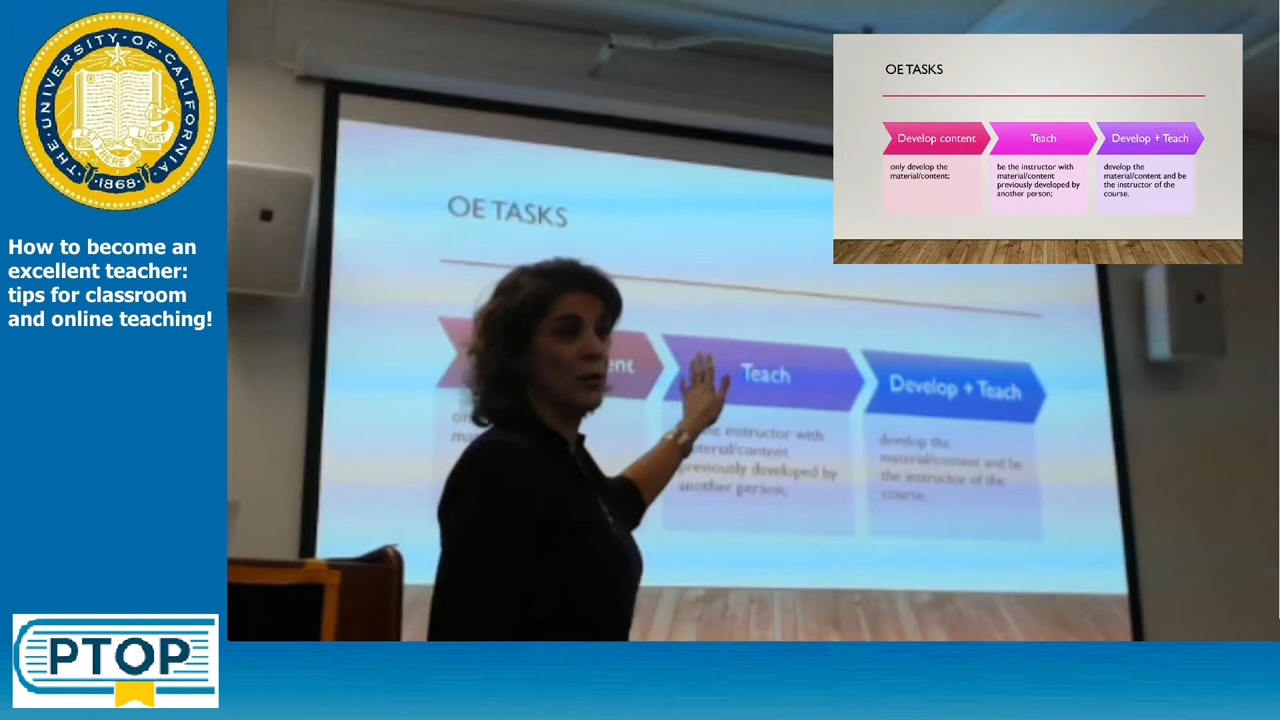 THE·UNIVERSITY·OF·CALIFORNIA
LET THERE BE LIGHT
·1868·
How to become an
excellent teacher:
tips for classroom
and online teaching!
PTOP
OE TASKS
Develop content
only develop the
material/content;
Teach
be the instructor with
material/content
previously developed by
another person;
Develop + Teach
develop the
material/content and be
the instructor of the
course.
OE TASKS
ent
Teach
instructor with
previously developed by
another person;
Develop + Teach
develop the
material/content and be
the instructor of the
course.